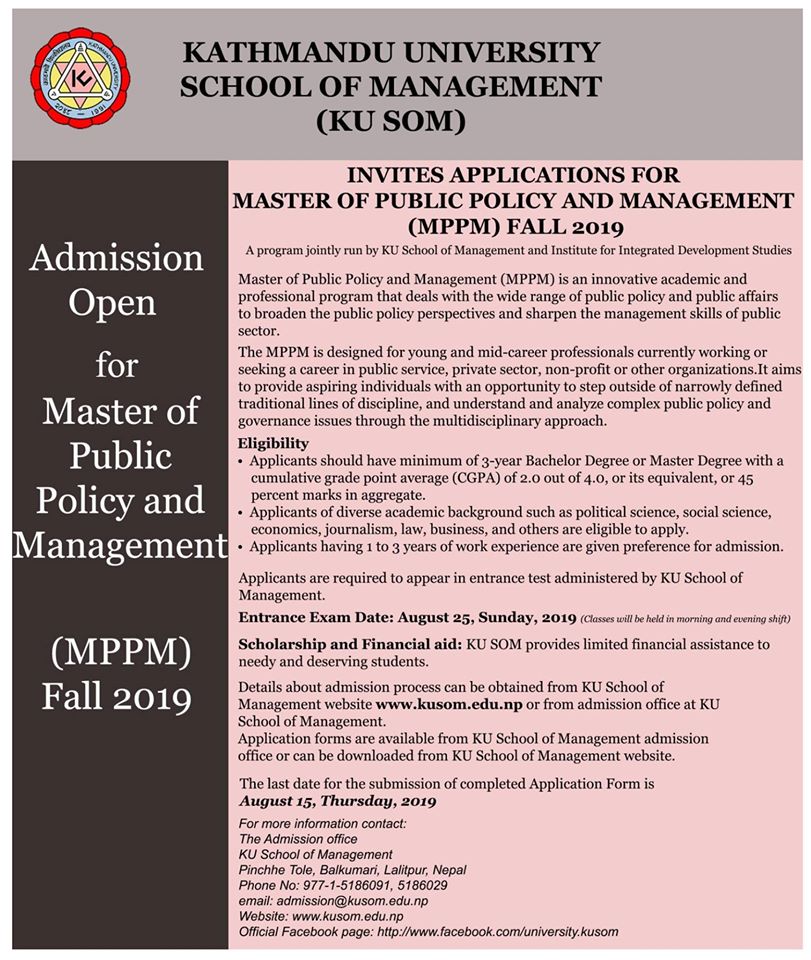 KATHMANDU UNIVERSITY
SCHOOL OF MANAGEMENT
(KU SOM)
KATHMANDU UNIVERSITY
KU
1991
Admission
Open
for
Master of
Public
Policy and
Management
(MPPM)
Fall 2019
INVITES APPLICATIONS FOR
MASTER OF PUBLIC POLICY AND MANAGEMENT
(MPPM) FALL 2019
A program jointly run by KU School of Management and Institute for Integrated Development Studies
Master of Public Policy and Management (MPPM) is an innovative academic and
professional program that deals with the wide range of public policy and public affairs
to broaden the public policy perspectives and sharpen the management skills of public
sector.
The MPPM is designed for young and mid-career professionals currently working or
seeking a career in public service, private sector, non-profit or other organizations.It aims
to provide aspiring individuals with an opportunity to step outside of narrowly defined
traditional lines of discipline, and understand and analyze complex public policy and
governance issues through the multidisciplinary approach.
Eligibility
• Applicants should have minimum of 3-year Bachelor Degree or Master Degree with a
cumulative grade point average (CGPA) of 2.0 out of 4.0, or its equivalent, or 45
percent marks in aggregate.
• Applicants of diverse academic background such as political science, social science,
economics, journalism, law, business, and others are eligible to apply.
• Applicants having 1 to 3 years of work experience are given preference for admission.
Applicants are required to appear in entrance test administered by KU School of
Management.
Entrance Exam Date: August 25, Sunday, 2019 (Classes will be held in morning and evening shift)
Scholarship and Financial aid: KU SOM provides limited financial assistance to
needy and deserving students.
Details about admission process can be obtained from KU School of
Management website www.kusom.edu.np or from admission office at KU
School of Management.
Application forms are available from KU School of Management admission
office or can be downloaded from KU School of Management website.
The last date for the submission of completed Application Form is
August 15, Thursday, 2019
For more information contact:
The Admission office
KU School of Management
Pinchhe Tole, Balkumari, Lalitpur, Nepal
Phone No: 977-1-5186091, 5186029
email: admission@kusom.edu.np
Website: www.kusom.edu.np
Official Facebook page: http://www.facebook.com/university.kusom